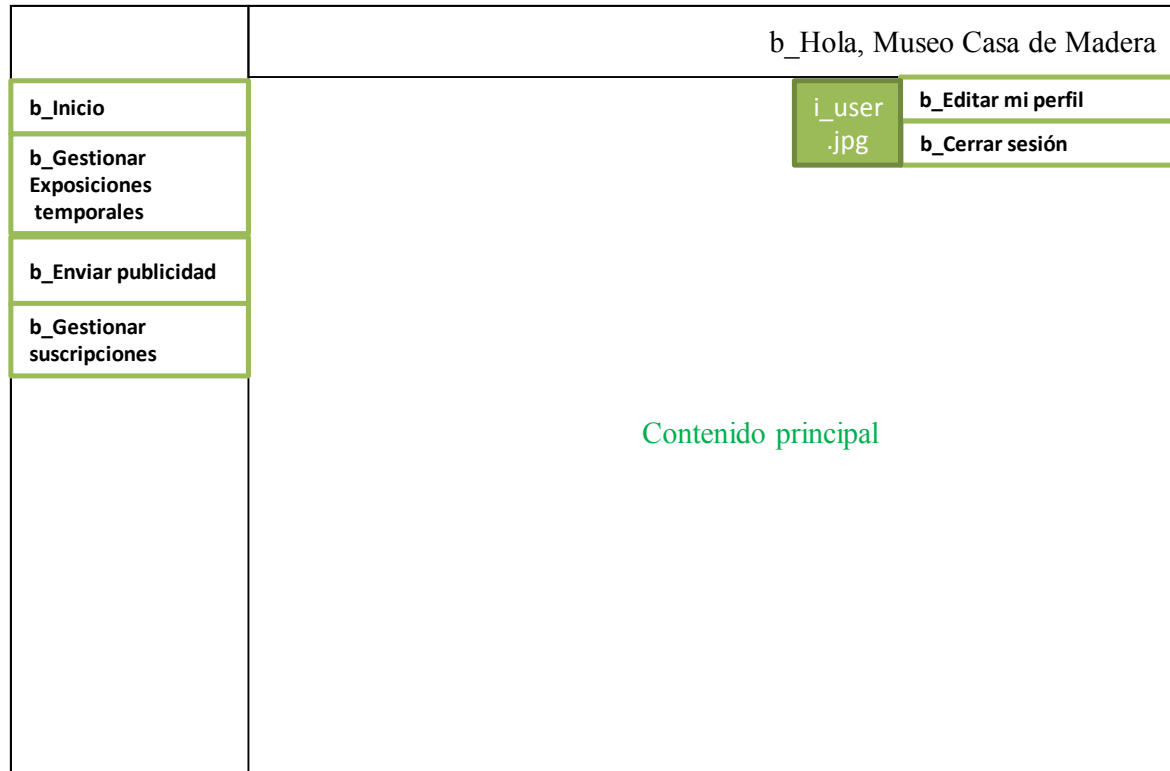 b_Hola, Museo Casa de Madera
b_Inicio
b_Gestionar
Exposiciones
temporales
b_Enviar publicidad
b_Gestionar
suscripciones
i_user
.jpg
b_Editar mi perfil
b_Cerrar sesión
Contenido principal